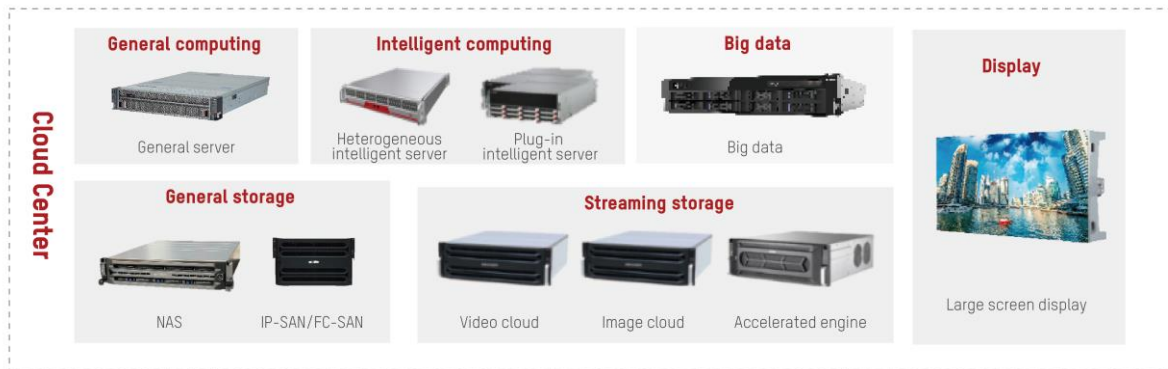 Cloud Center
General computing
General server
Intelligent computing
Heterogeneous
intelligent server
Plug-in
intelligent server
Big data
Big data
Display
Large screen display
General storage
NAS
IP-SAN/FC-SAN
Streaming storage
Video cloud
Image cloud
Accelerated engine